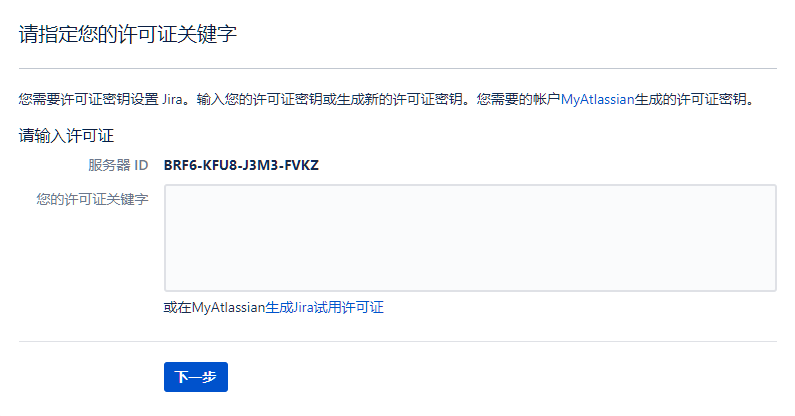 请指定您的许可证关键字
您需要许可证密钥设置 Jira。输入您的许可证密钥或生成新的许可证密钥。您需要的帐户MyAtlassian生成的许可证密钥。
请输入许可证
服务器 ID BRF6-KFU8-J3M3-FVKZ
您的许可证关键字
或在MyAtlassian生成Jira试用许可证
下一步